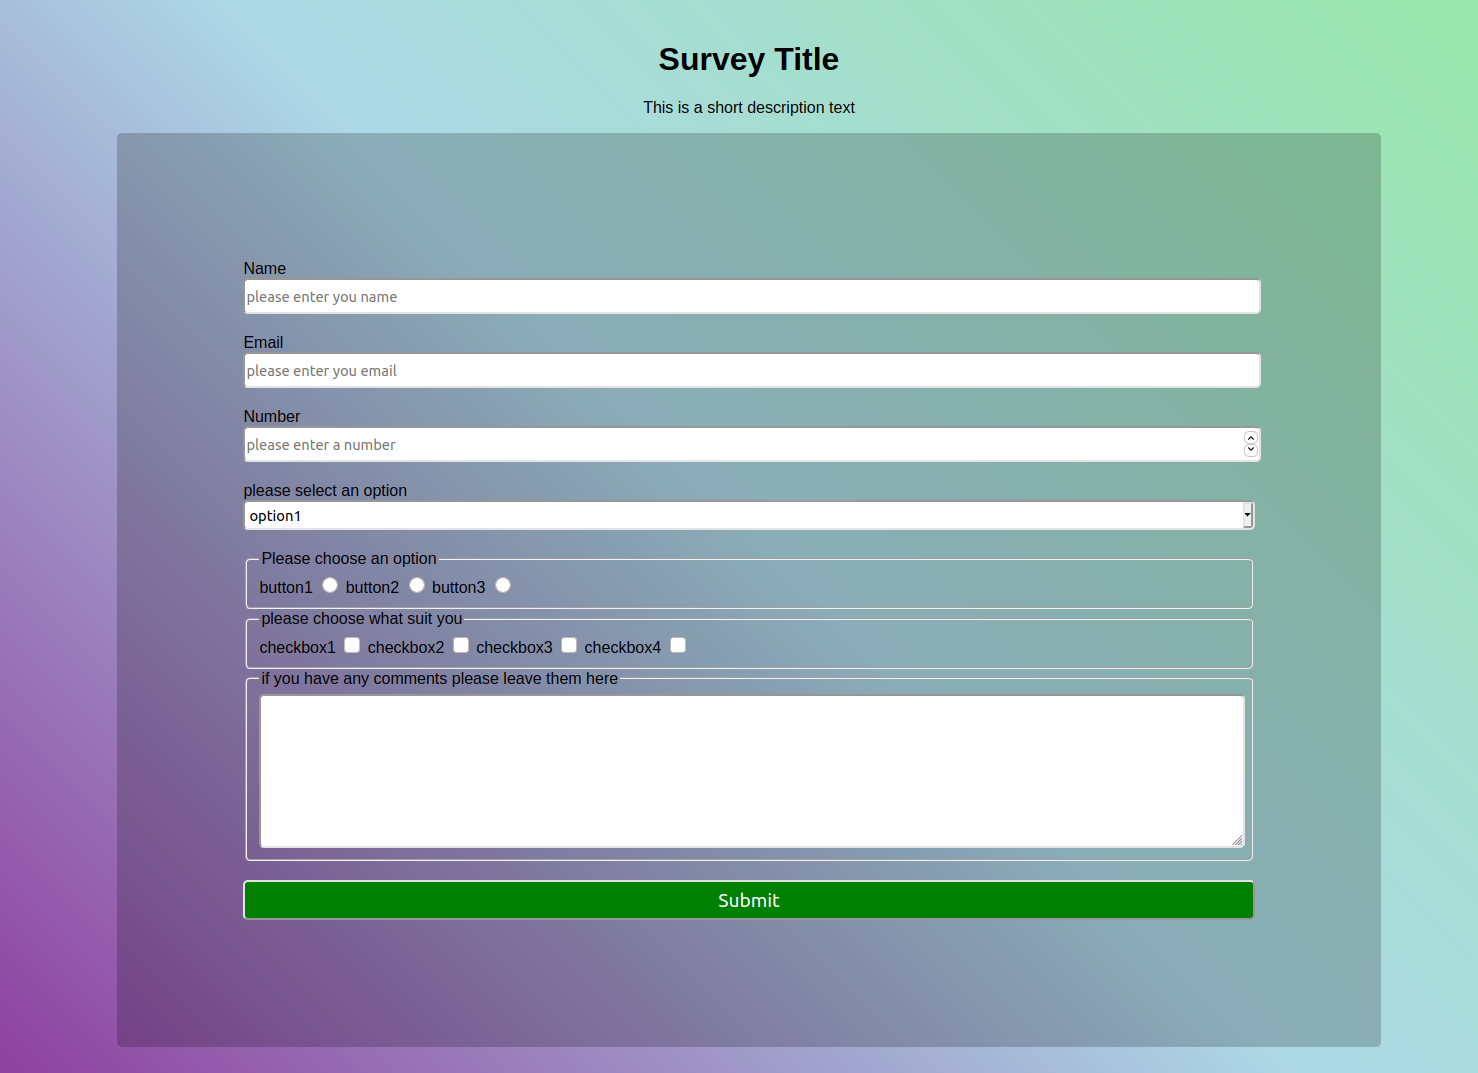 Survey Title
This is a short description text
Name
please enter you name
Email
please enter you email
Number
please enter a number
please select an option
option1
Please choose an option
button1 button2 button3
please choose what suit you
checkbox1 checkbox2 checkbox3 checkbox4
if you have any comments please leave them here
Submit